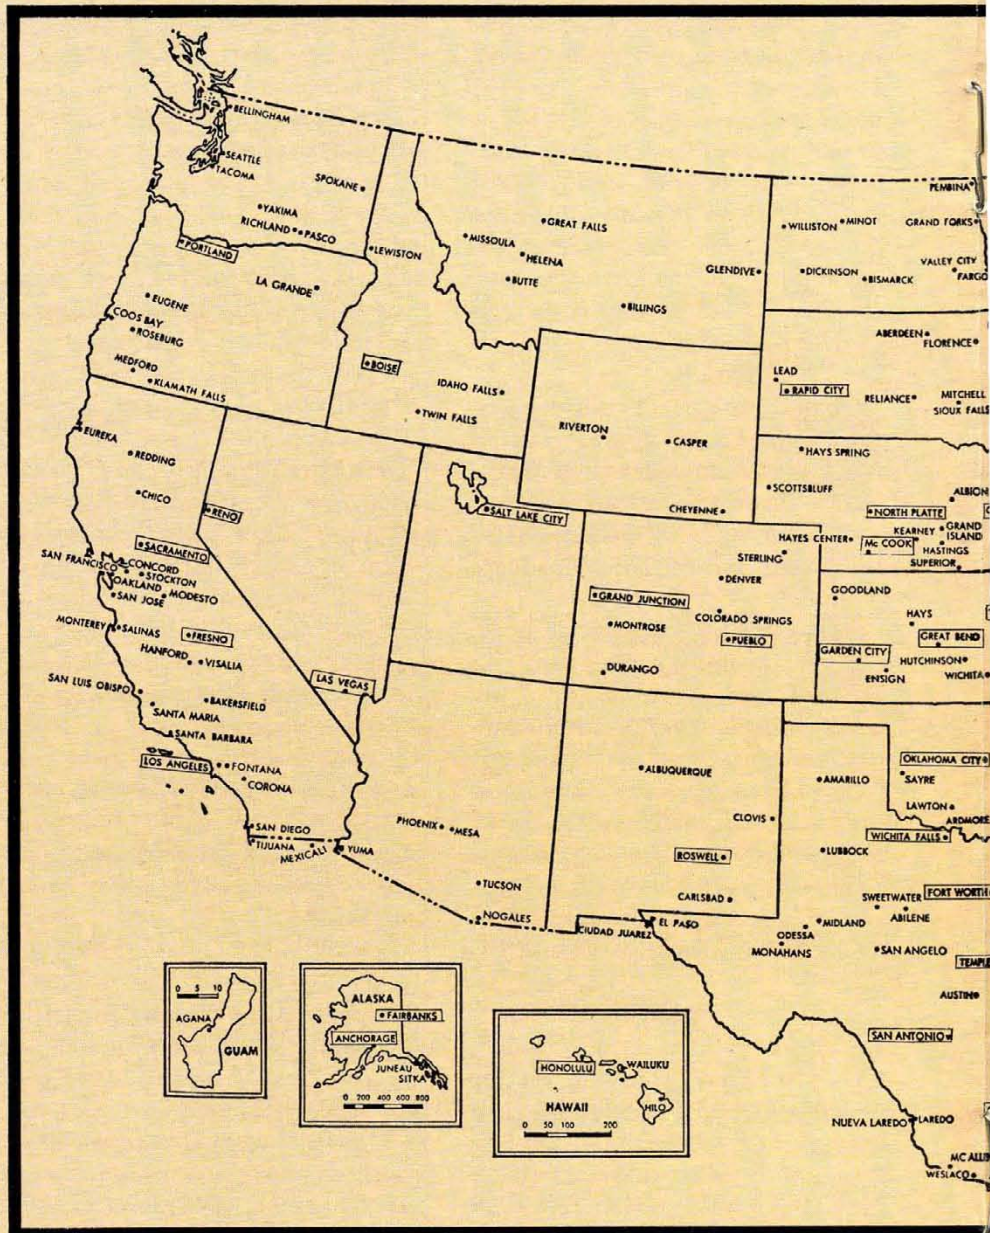 BELLINGHAM
SEATTLE
TACOMA
SPOKANE
YAKIMA
RICHLAND
PASCO
PORTLAND
LA GRANDE
EUGENE
COOS BAY
ROSEBURG
MEDFORD
KLAMATH FALLS
LEWISTON
BOISE
IDAHO FALLS
TWIN FALLS
GREAT FALLS
MISSOULA
HELENA
BUTTE
GLENDIVE
BILLINGS
RIVERTON
CASPER
CHEYENNE
PEMBINA
WILLISTON
MINOT
GRAND FORKS
VALLEY CITY
DICKINSON
BISMARCK
FARGO
ABERDEEN
FLORENCE
LEAD
RAPID CITY
RELIANCE
MITCHELL
SIOUX FALLS
HAYS SPRING
SCOTTSBLUFF
ALBION
NORTH PLATTE
HAYES CENTER
KEARNEY
GRAND
ISLAND
Mc COOK
HASTINGS
SUPERIOR
EUREKA
REDDING
CHICO
RENO
SACRAMENTO
CONCORD
SAN FRANCISCO
STOCKTON
OAKLAND
MODESTO
SAN JOSE
MONTEREY
SALINAS
FRESNO
HANFORD
VISALIA
SAN LUIS OBISPO
BAKERSFIELD
SANTA MARIA
SANTA BARBARA
LOS ANGELES
FONTANA
CORONA
SAN DIEGO
TIJUANA
MEXICALI
YUMA
LAS VEGAS
SALT LAKE CITY
STERLING
DENVER
GRAND JUNCTION
COLORADO SPRINGS
MONTROSE
PUEBLO
DURANGO
GOODLAND
HAYS
GREAT BEND
GARDEN CITY
HUTCHINSON
ENSIGN
WICHITA
PHOENIX
MESA
TUCSON
NOGALES
ALBUQUERQUE
CLOVIS
ROSWELL
CARLSBAD
CIUDAD JUAREZ
EL PASO
OKLAHOMA CITY
SAYRE
AMARILLO
LAWTON
ARDMORE
WICHITA FALLS
LUBBOCK
SWEETWATER
FORT WORTH
ABILENE
MIDLAND
ODESSA
MONAHANS
SAN ANGELO
TEMPLE
AUSTIN
SAN ANTONIO
NUEVA LAREDO
LAREDO
MC ALLI
WESLACO
0 5 10
AGANA
GUAM
ALASKA
FAIRBANKS
ANCHORAGE
JUNEAU
SITKA
0 200 400 600 800
HONOLULU
WAILUKU
HAWAII
HILO
0 50 100 200